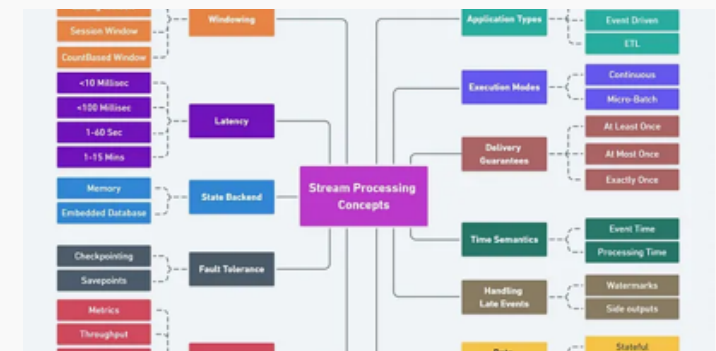 Windowing
Session Window
CountBased Window
<10 Millisec
<100 Millisec
1-60 Sec
1-15 Mins
Latency
Memory
Embedded Database
State Backend
Checkpointing
Savepoints
Fault Tolerance
Metrics
Throughput
Stream Processing
Concepts
Application Types
Event Driven
ETL
Execution Modes
Continuous
Micro-Batch
Delivery
Guarantees
At Least Once
At Most Once
Exactly Once
Time Semantics
Event Time
Processing Time
Handling
Late Events
Watermarks
Side outputs
Stateful